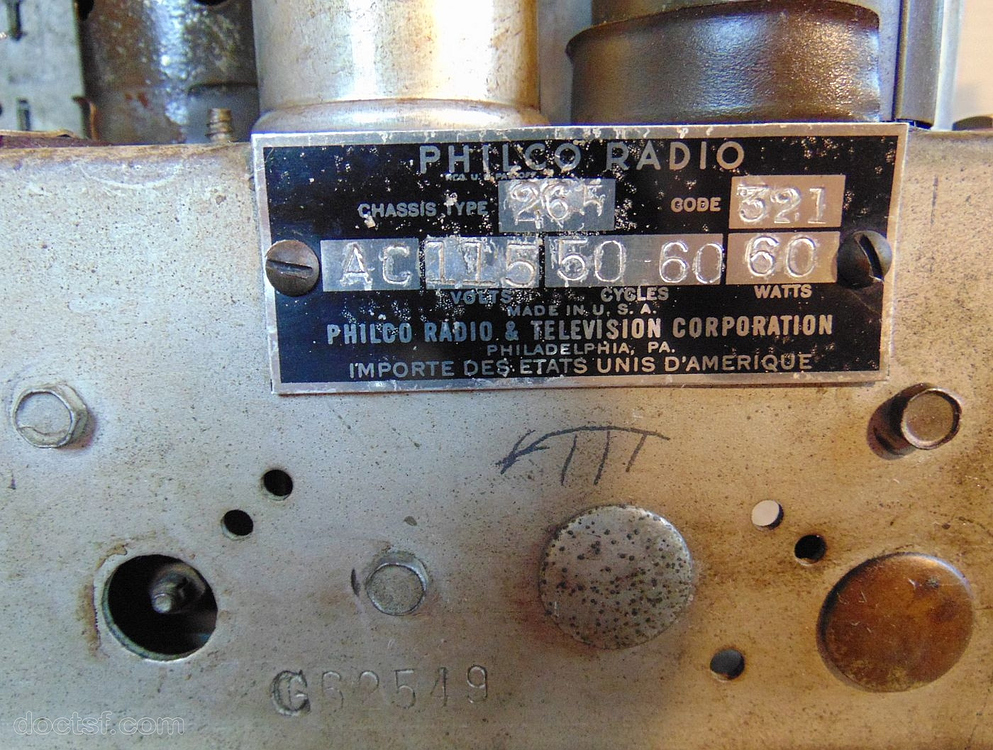 PHILCO RADIO
CHASSIS TYPE 265 CODE 321
AC 115 50 60 60
VOLTS CYCLES WATTS
MADE IN U. S. A.
PHILCO RADIO & TELEVISION CORPORATION
PHILADELPHIA, PA.
IMPORTE DES ETATS UNIS D'AMERIQUE
G62549
doctsf.com